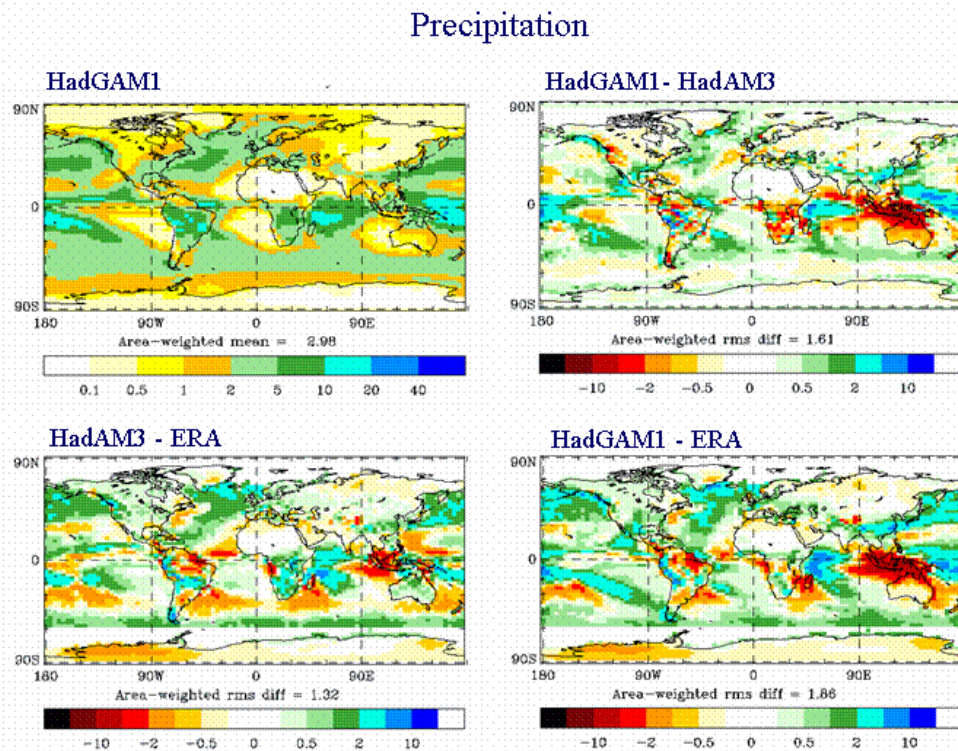 Precipitation
HadGAM1
90N
0
90S
180 90W 0 90E
Area-weighted mean = 2.98
0.1 0.5 1 2 5 10 20 40
HadGAM1- HadAM3
90N
0
90S
180 90W 0 90E
Area-weighted rms diff = 1.61
-10 -2 -0.5 0 0.5 2 10
HadAM3 - ERA
90N
0
90S
180 90W 0 90E
Area-weighted rms diff = 1.32
-10 -2 -0.5 0 0.5 2 10
HadGAM1 - ERA
90N
0
90S
180 90W 0 90E
Area-weighted rms diff = 1.86
-10 -2 -0.5 0 0.5 2 10